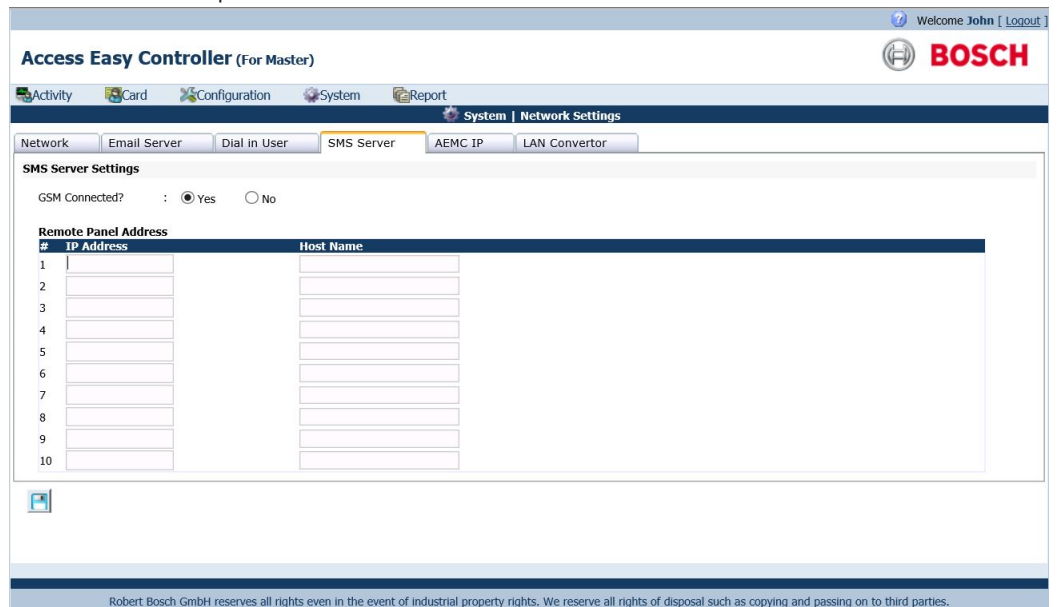 Welcome John [ Logout ]
Access Easy Controller (For Master)
BOSCH
Activity Card Configuration System Report
System | Network Settings
Network Email Server Dial in User SMS Server AEMC IP LAN Convertor
SMS Server Settings
GSM Connected? : Yes No
Remote Panel Address
# IP Address Host Name
1
2
3
4
5
6
7
8
9
10
Robert Bosch GmbH reserves all rights even in the event of industrial property rights. We reserve all rights of disposal such as copying and passing on to third parties.